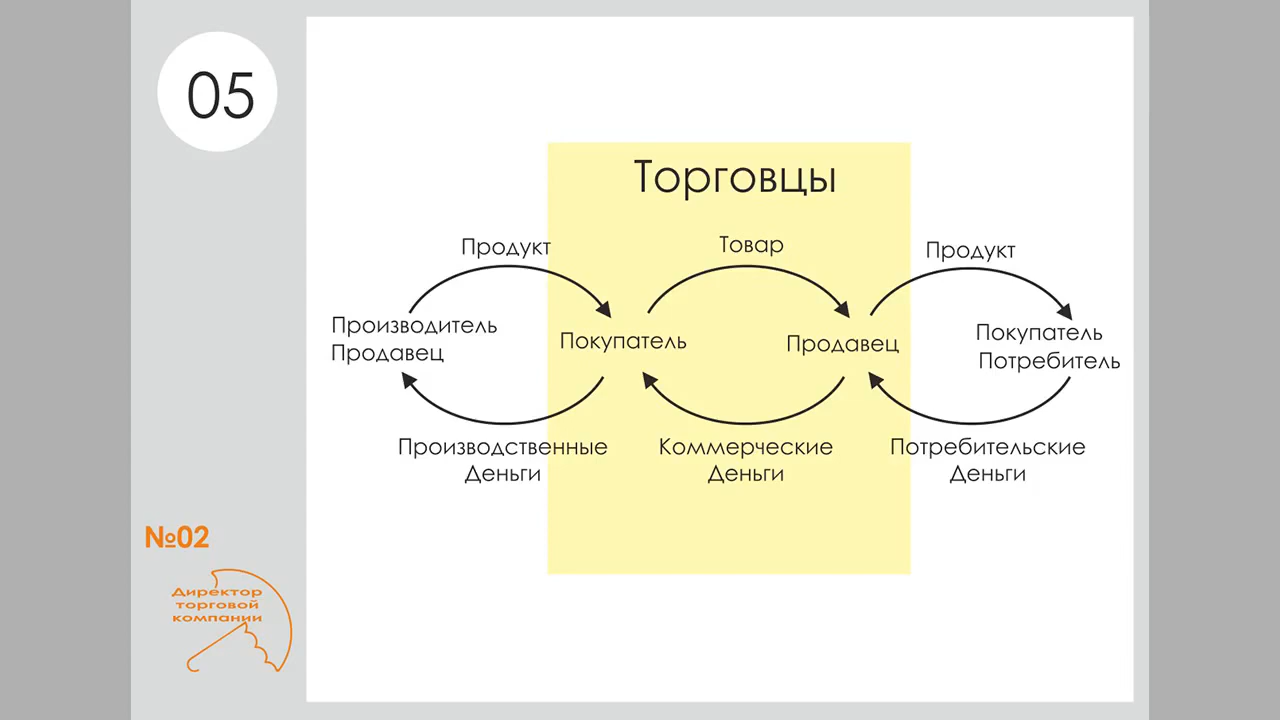 05
Торговцы
Продукт
Товар
Продукт
Производитель
Продавец
Покупатель
Продавец
Покупатель
Потребитель
Производственные
Деньги
Коммерческие
Деньги
Потребительские
Деньги
№02
Директор
торговой
компании